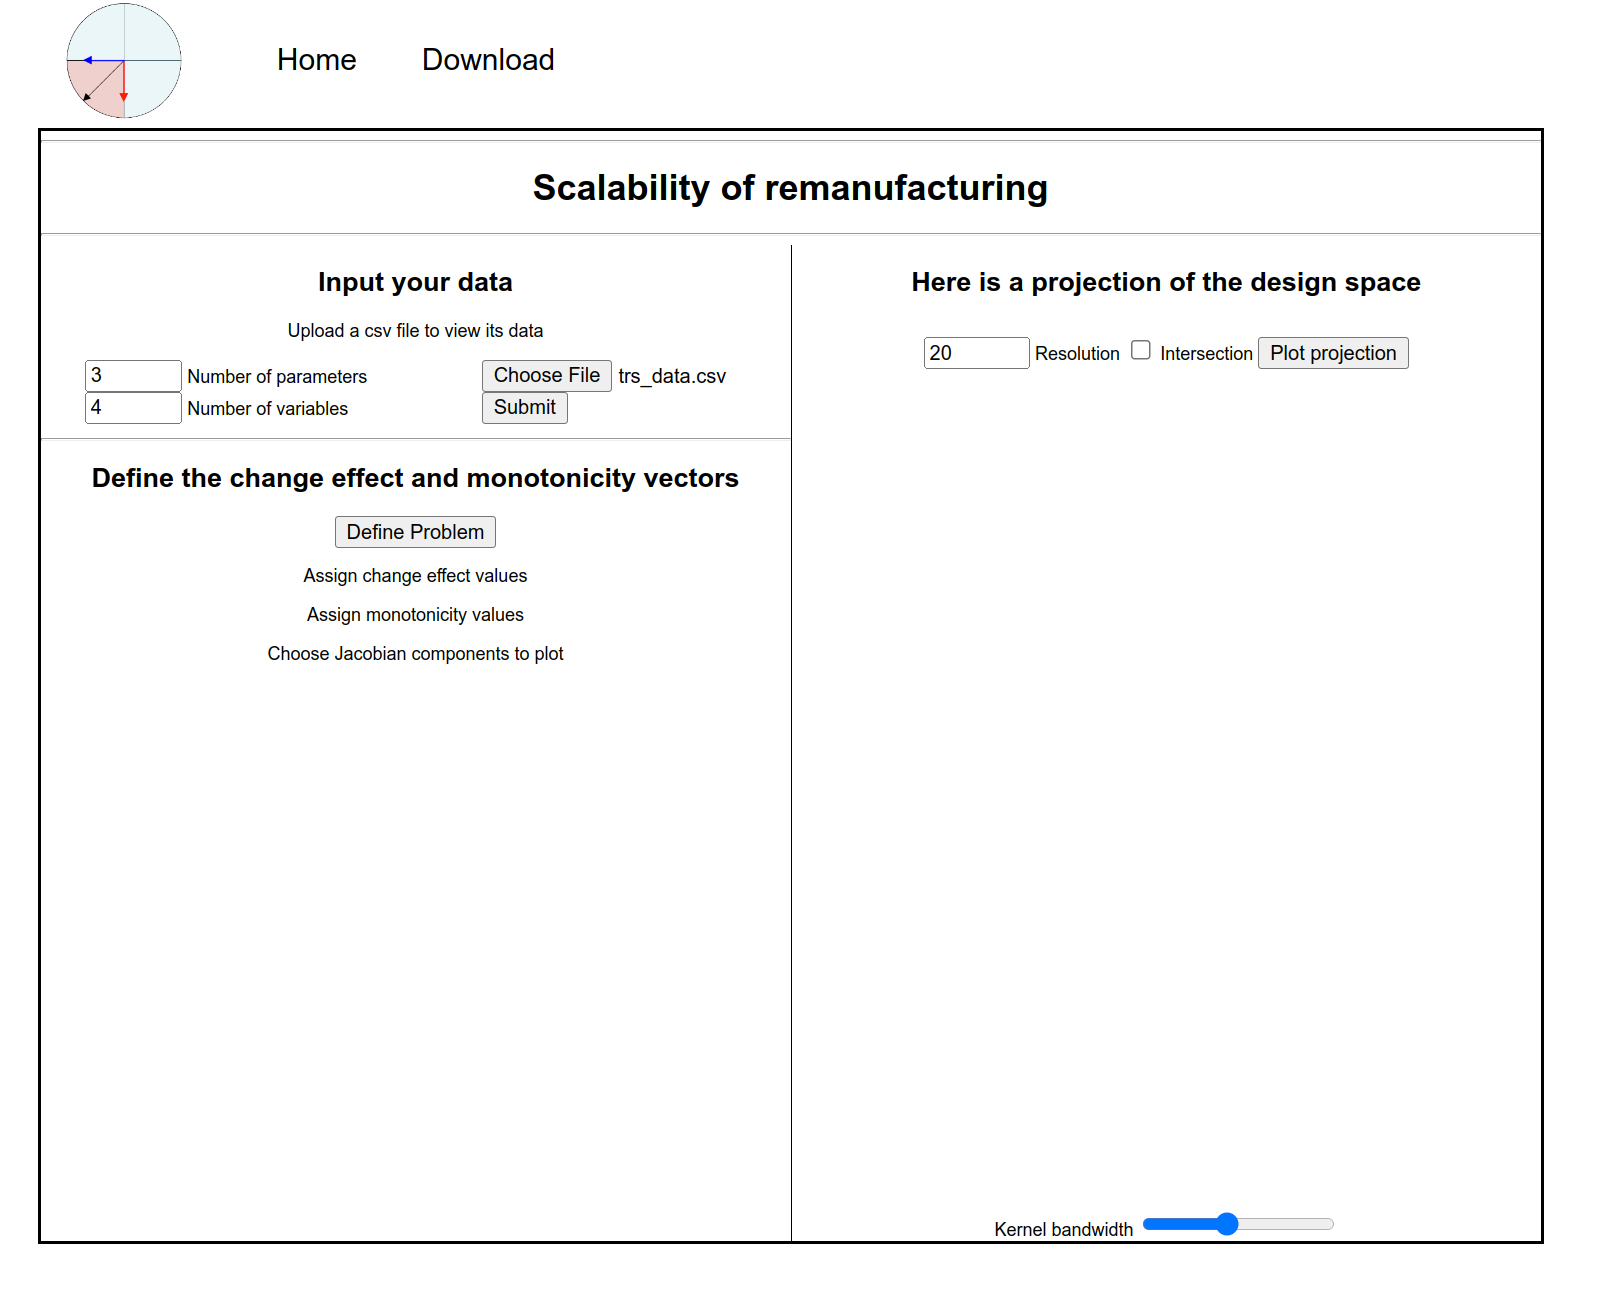 Home Download
Scalability of remanufacturing
Input your data
Upload a csv file to view its data
3 Number of parameters Choose File trs_data.csv
4 Number of variables Submit
Define the change effect and monotonicity vectors
Define Problem
Assign change effect values
Assign monotonicity values
Choose Jacobian components to plot
Here is a projection of the design space
20 Resolution Intersection Plot projection
Kernel bandwidth